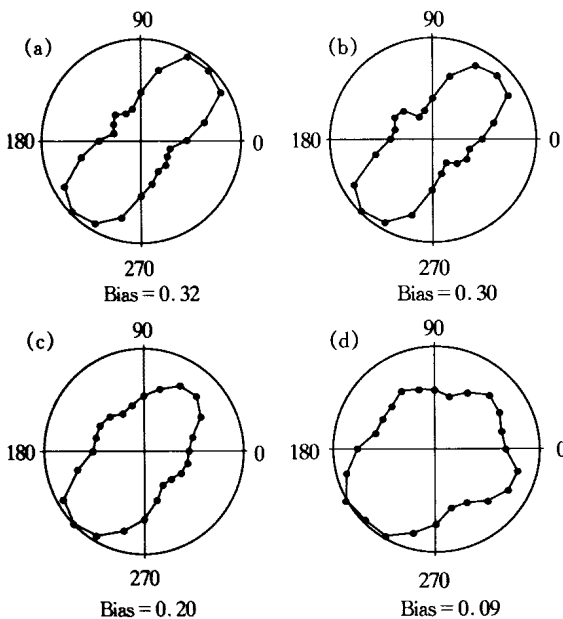 (a)
90
180
0
270
Bias = 0.32
(b)
90
180
0
270
Bias = 0.30
(c)
90
180
0
270
Bias = 0.20
(d)
90
180
0
270
Bias = 0.09